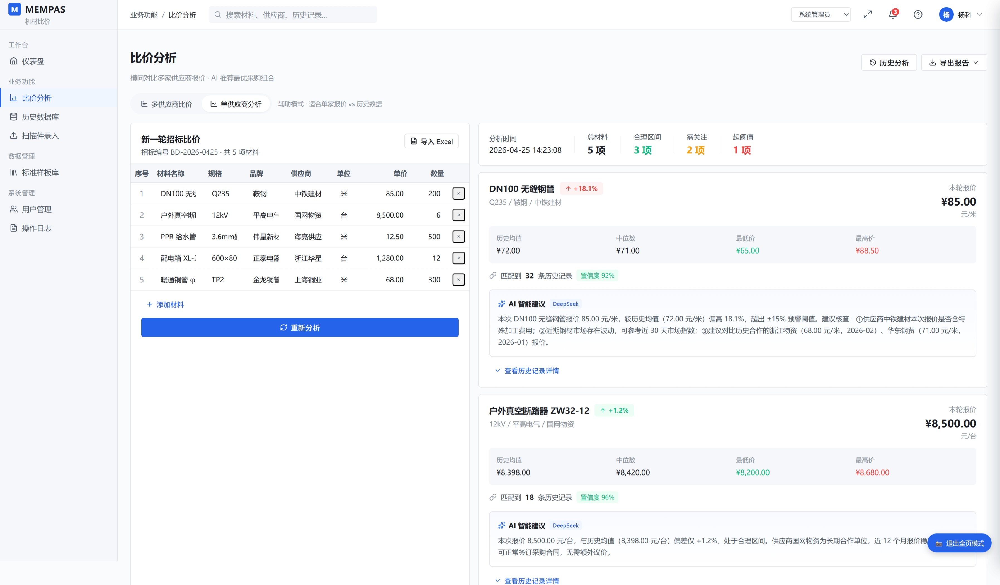 M MEMPAS
机材比价
工作台
仪表盘
业务功能
比价分析
历史数据库
扫描件录入
数据管理
标准样板库
系统管理
用户管理
操作日志
业务功能 / 比价分析
搜索材料、供应商、历史记录...
系统管理员
3
杨 杨科
比价分析
横向对比多家供应商报价 · AI 推荐最优采购组合
历史分析
导出报告
多供应商比价
单供应商分析
辅助模式 · 适合单家报价 vs 历史数据
新一轮招标比价
招标编号 BD-2026-0425 · 共 5 项材料
导入 Excel
序号 材料名称 规格 品牌 供应商 单位 单价 数量
1 DN100 无 Q235 鞍钢 中铁建材 米 85.00 200 ×
2 户外真空断 12kV 平高电气 国网物资 台 8,500.00 6 ×
3 PPR 给水管 3.6mm 伟星新材 海亮供应 米 12.50 500 ×
4 配电箱 XL- 600×80 正泰电器 浙江华星 台 1,280.00 12 ×
5 暖通铜管 φ TP2 金龙铜管 上海铜业 米 68.00 300 ×
+ 添加材料
重新分析
分析时间
2026-04-25 14:23:08
总材料
5 项
合理区间
3 项
需关注
2 项
超阈值
1 项
DN100 无缝钢管 ↑ +18.1%
Q235 / 鞍钢 / 中铁建材
本轮报价
¥85.00
元/米
历史均值 中位数 最低价 最高价
¥72.00 ¥71.00 ¥65.00 ¥88.50
匹配到 32 条历史记录 置信度 92%
AI 智能建议 DeepSeek
本次 DN100 无缝钢管报价 85.00 元/米，较历史均值（72.00 元/米）偏高 18.1%，超出 ±15% 预警阈值。建议核查：①供应商中铁建材本次报价是否含特
殊加工费用；②近期钢材市场存在波动，可参考近 30 天市场指数；③建议对比历史合作的浙江物资（68.00 元/米，2026-02）、华东钢贸（71.00 元/米，
2026-01）报价。
查看历史记录详情
户外真空断路器 ZW32-12 ↑ +1.2%
12kV / 平高电气 / 国网物资
本轮报价
¥8,500.00
元/台
历史均值 中位数 最低价 最高价
¥8,398.00 ¥8,420.00 ¥8,200.00 ¥8,680.00
匹配到 18 条历史记录 置信度 96%
AI 智能建议 DeepSeek
本次报价 8,500.00 元/台，与历史均值（8,398.00 元/台）偏差仅 +1.2%，处于合理区间。供应商国网物资为长期合作单位，近 12 个月报价稳
可正常签订采购合同，无需额外议价。
查看历史记录详情
退出全页模式